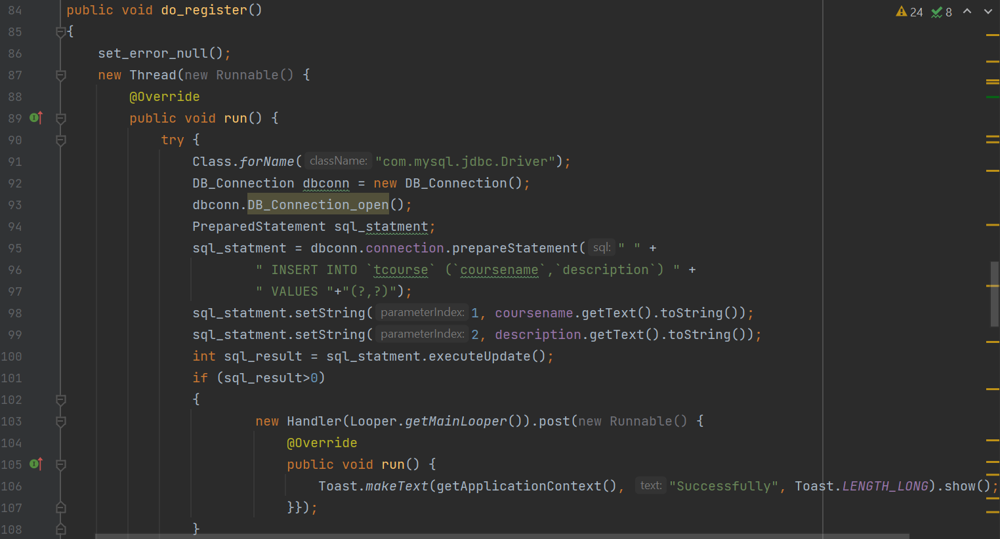 84 public void do_register() 24 8
85 {
86 set_error_null();
87 new Thread(new Runnable() {
88 @Override
89 public void run() {
90 try {
91 Class.forName( className: "com.mysql.jdbc.Driver");
92 DB_Connection dbconn = new DB_Connection();
93 dbconn.DB_Connection_open();
94 PreparedStatement sql_statment;
95 sql_statment = dbconn.connection.prepareStatement( sql: " " +
96 " INSERT INTO `tcourse` (`coursename`,`description`) " +
97 " VALUES "+"(?,?)");
98 sql_statment.setString( parameterIndex: 1, coursename.getText().toString());
99 sql_statment.setString( parameterIndex: 2, description.getText().toString());
100 int sql_result = sql_statment.executeUpdate();
101 if (sql_result>0)
102 {
103 new Handler(Looper.getMainLooper()).post(new Runnable() {
104 @Override
105 public void run() {
106 Toast.makeText(getApplicationContext(), text: "Successfully", Toast.LENGTH_LONG).show();
107 }});
108 }